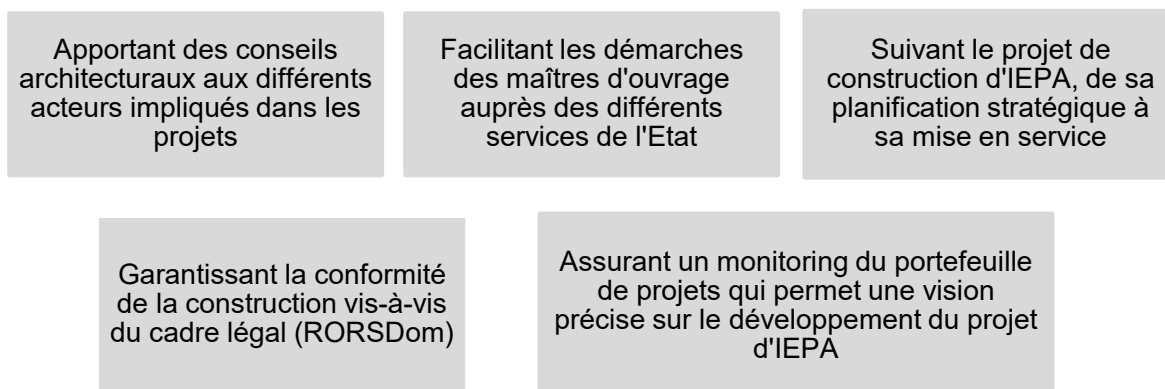 Apportant des conseils
architecturaux aux différents
acteurs impliqués dans les
projets
Facilitant les démarches
des maîtres d'ouvrage
auprès des différents
services de l'Etat
Suivant le projet de
construction d'IEPA, de sa
planification stratégique à
sa mise en service
Garantissant la conformité
de la construction vis-à-vis
du cadre légal (RORSDom)
Assurant un monitoring du portefeuille
de projets qui permet une vision
précise sur le développement du projet
d'IEPA